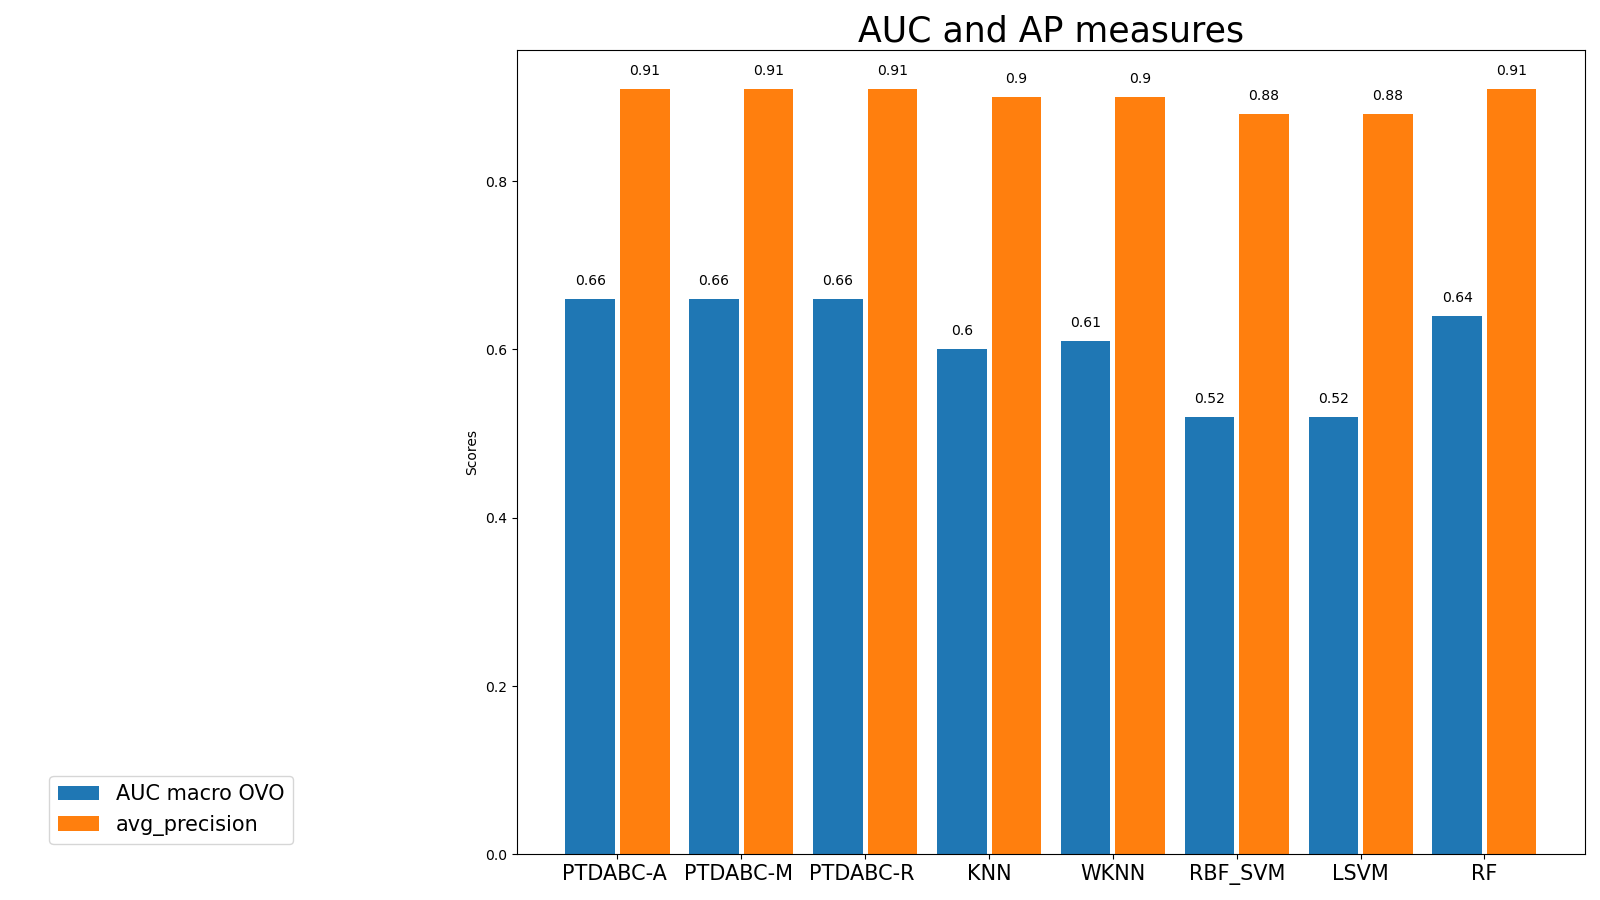 AUC and AP measures
0.91 0.91 0.91 0.9 0.9 0.88 0.88 0.91
0.66 0.66 0.66 0.6 0.61 0.52 0.52 0.64
Scores
0.8
0.6
0.4
0.2
0.0
PTDABC-A PTDABC-M PTDABC-R KNN WKNN RBF_SVM LSVM RF
AUC macro OVO
avg_precision